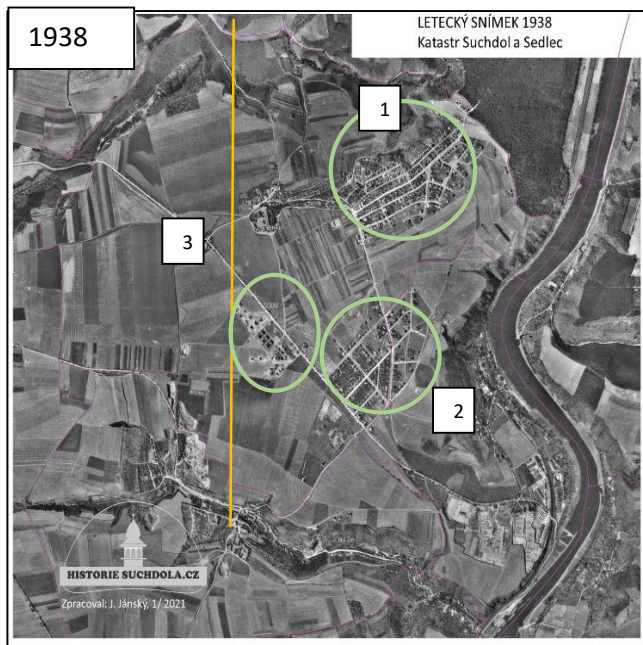 1938
LETECKÝ SNÍMEK 1938
Katastr Suchdol a Sedlec
1
3
2
HISTORIE SUCHDOLA.CZ
Zpracoval: J. Jánský, 1/ 2021